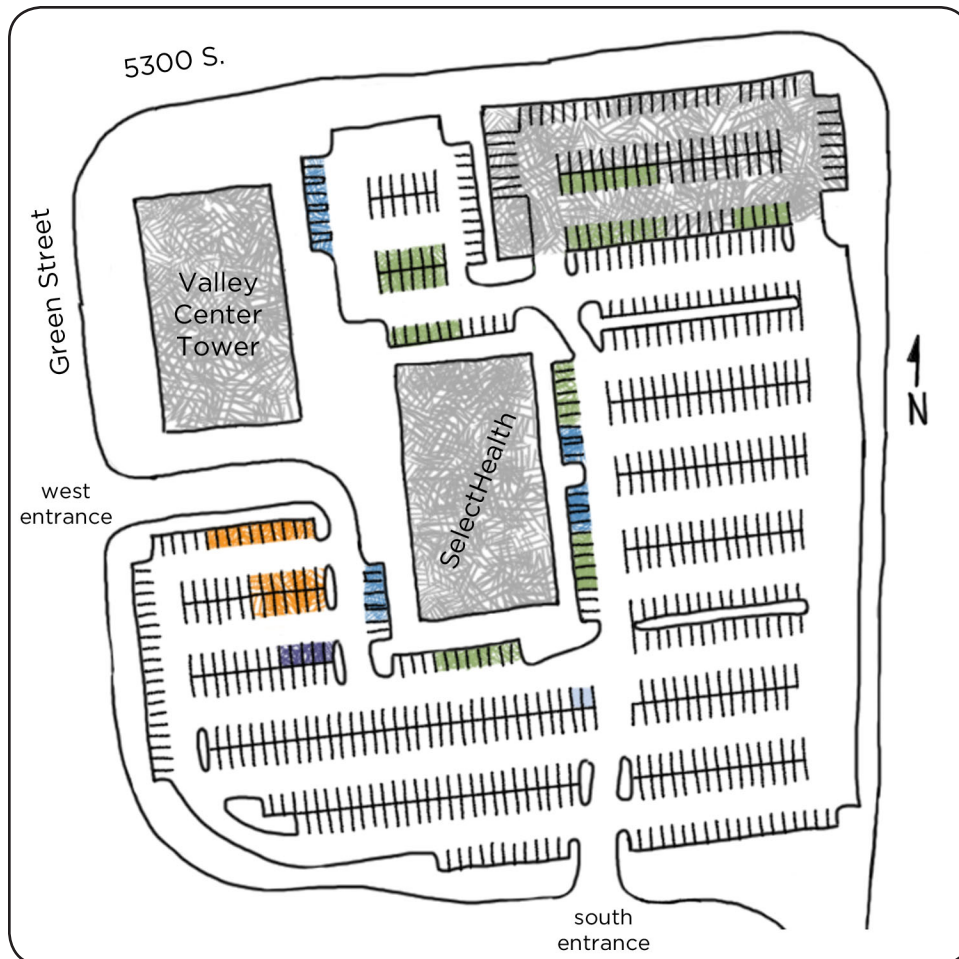 5300 S.
Green Street
Valley
Center
Tower
SelectHealth
N
west
entrance
south
entrance